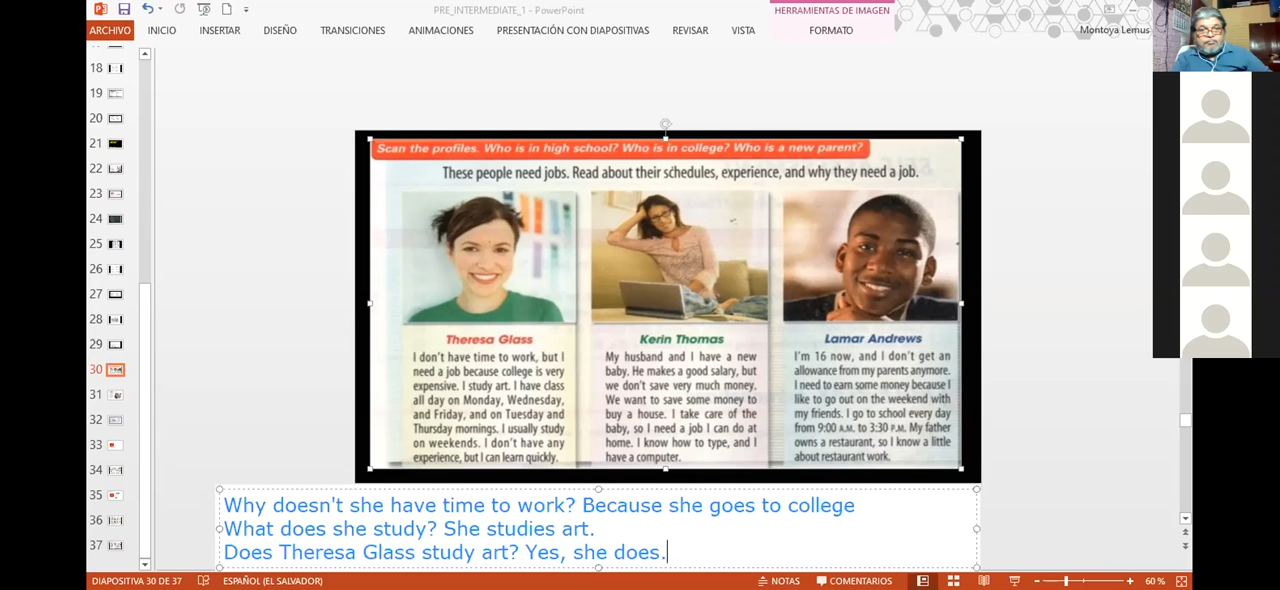 PRE_INTERMEDIATE_1 - PowerPoint
HERRAMIENTAS DE IMAGEN
ARCHIVO INICIO INSERTAR DISEÑO TRANSICIONES ANIMACIONES PRESENTACIÓN CON DIAPOSITIVAS REVISAR VISTA FORMATO
Montoya Lemus
18
19
20
21
22
23
24
25
26
27
28
29
30
31
32
33
34
35
36
37
Scan the profiles. Who is in high school? Who is in college? Who is a new parent?
These people need jobs. Read about their schedules, experience, and why they need a job.
Theresa Glass
I don't have time to work, but I
need a job because college is very
expensive. I study art. I have class
all day on Monday, Wednesday,
and Friday, and on Tuesday and
Thursday mornings. I usually study
on weekends. I don't have any
experience, but I can learn quickly.
Kerin Thomas
My husband and I have a new
baby. He makes a good salary, but
we don't save very much money.
We want to save some money to
buy a house. I take care of the
baby, so I need a job I can do at
home. I know how to type, and I
have a computer.
Lamar Andrews
I'm 16 now, and I don't get an
allowance from my parents anymore.
I need to earn some money because I
like to go out on the weekend with
my friends. I go to school every day
from 9:00 A.M. to 3:30 P.M. My father
owns a restaurant, so I know a little
about restaurant work.
Why doesn't she have time to work? Because she goes to college
What does she study? She studies art.
Does Theresa Glass study art? Yes, she does.
DIAPOSITIVA 30 DE 37 ESPAÑOL (EL SALVADOR) NOTAS COMENTARIOS 60 %